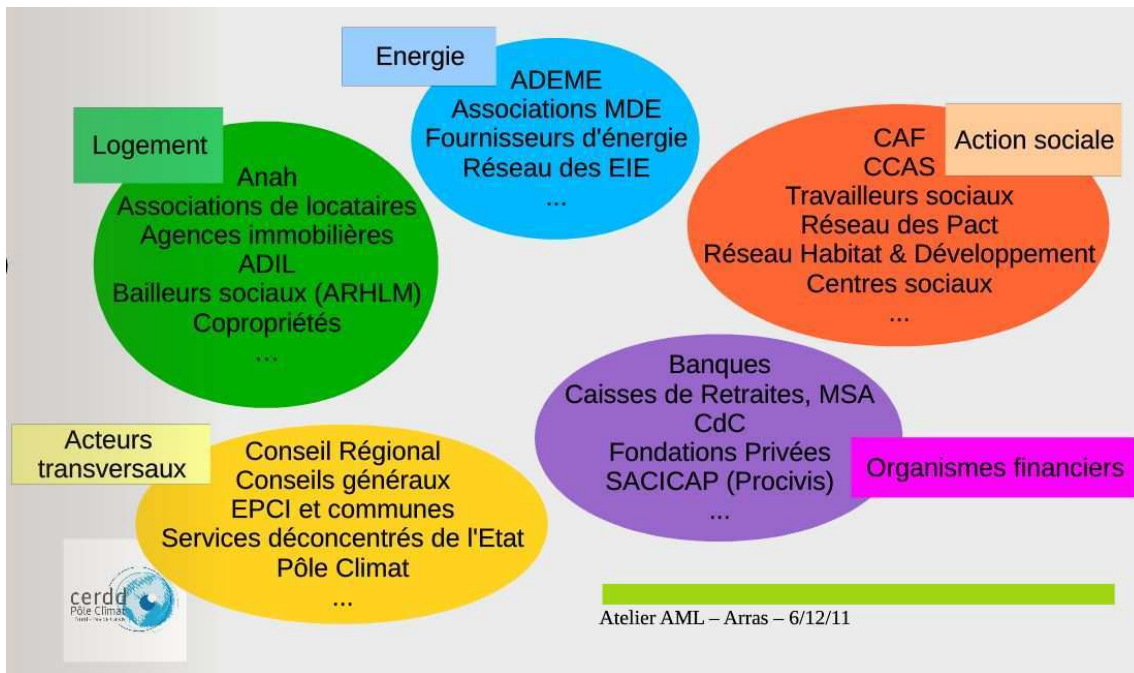 Energie
ADEME
Associations MDE
Fournisseurs d'énergie
Réseau des EIE
...
Logement
Anah
Associations de locataires
Agences immobilières
ADIL
Bailleurs sociaux (ARHLM)
Copropriétés
...
Action sociale
CAF
CCAS
Travailleurs sociaux
Réseau des Pact
Réseau Habitat & Développement
Centres sociaux
...
Banques
Caisses de Retraites, MSA
CdC
Fondations Privées
SACICAP (Procivis)
...
Organismes financiers
Acteurs
transversaux
Conseil Régional
Conseils généraux
EPCI et communes
Services déconcentrés de l'Etat
Pôle Climat
...
cerdd
Pôle Climat
Atelier AML – Arras – 6/12/11